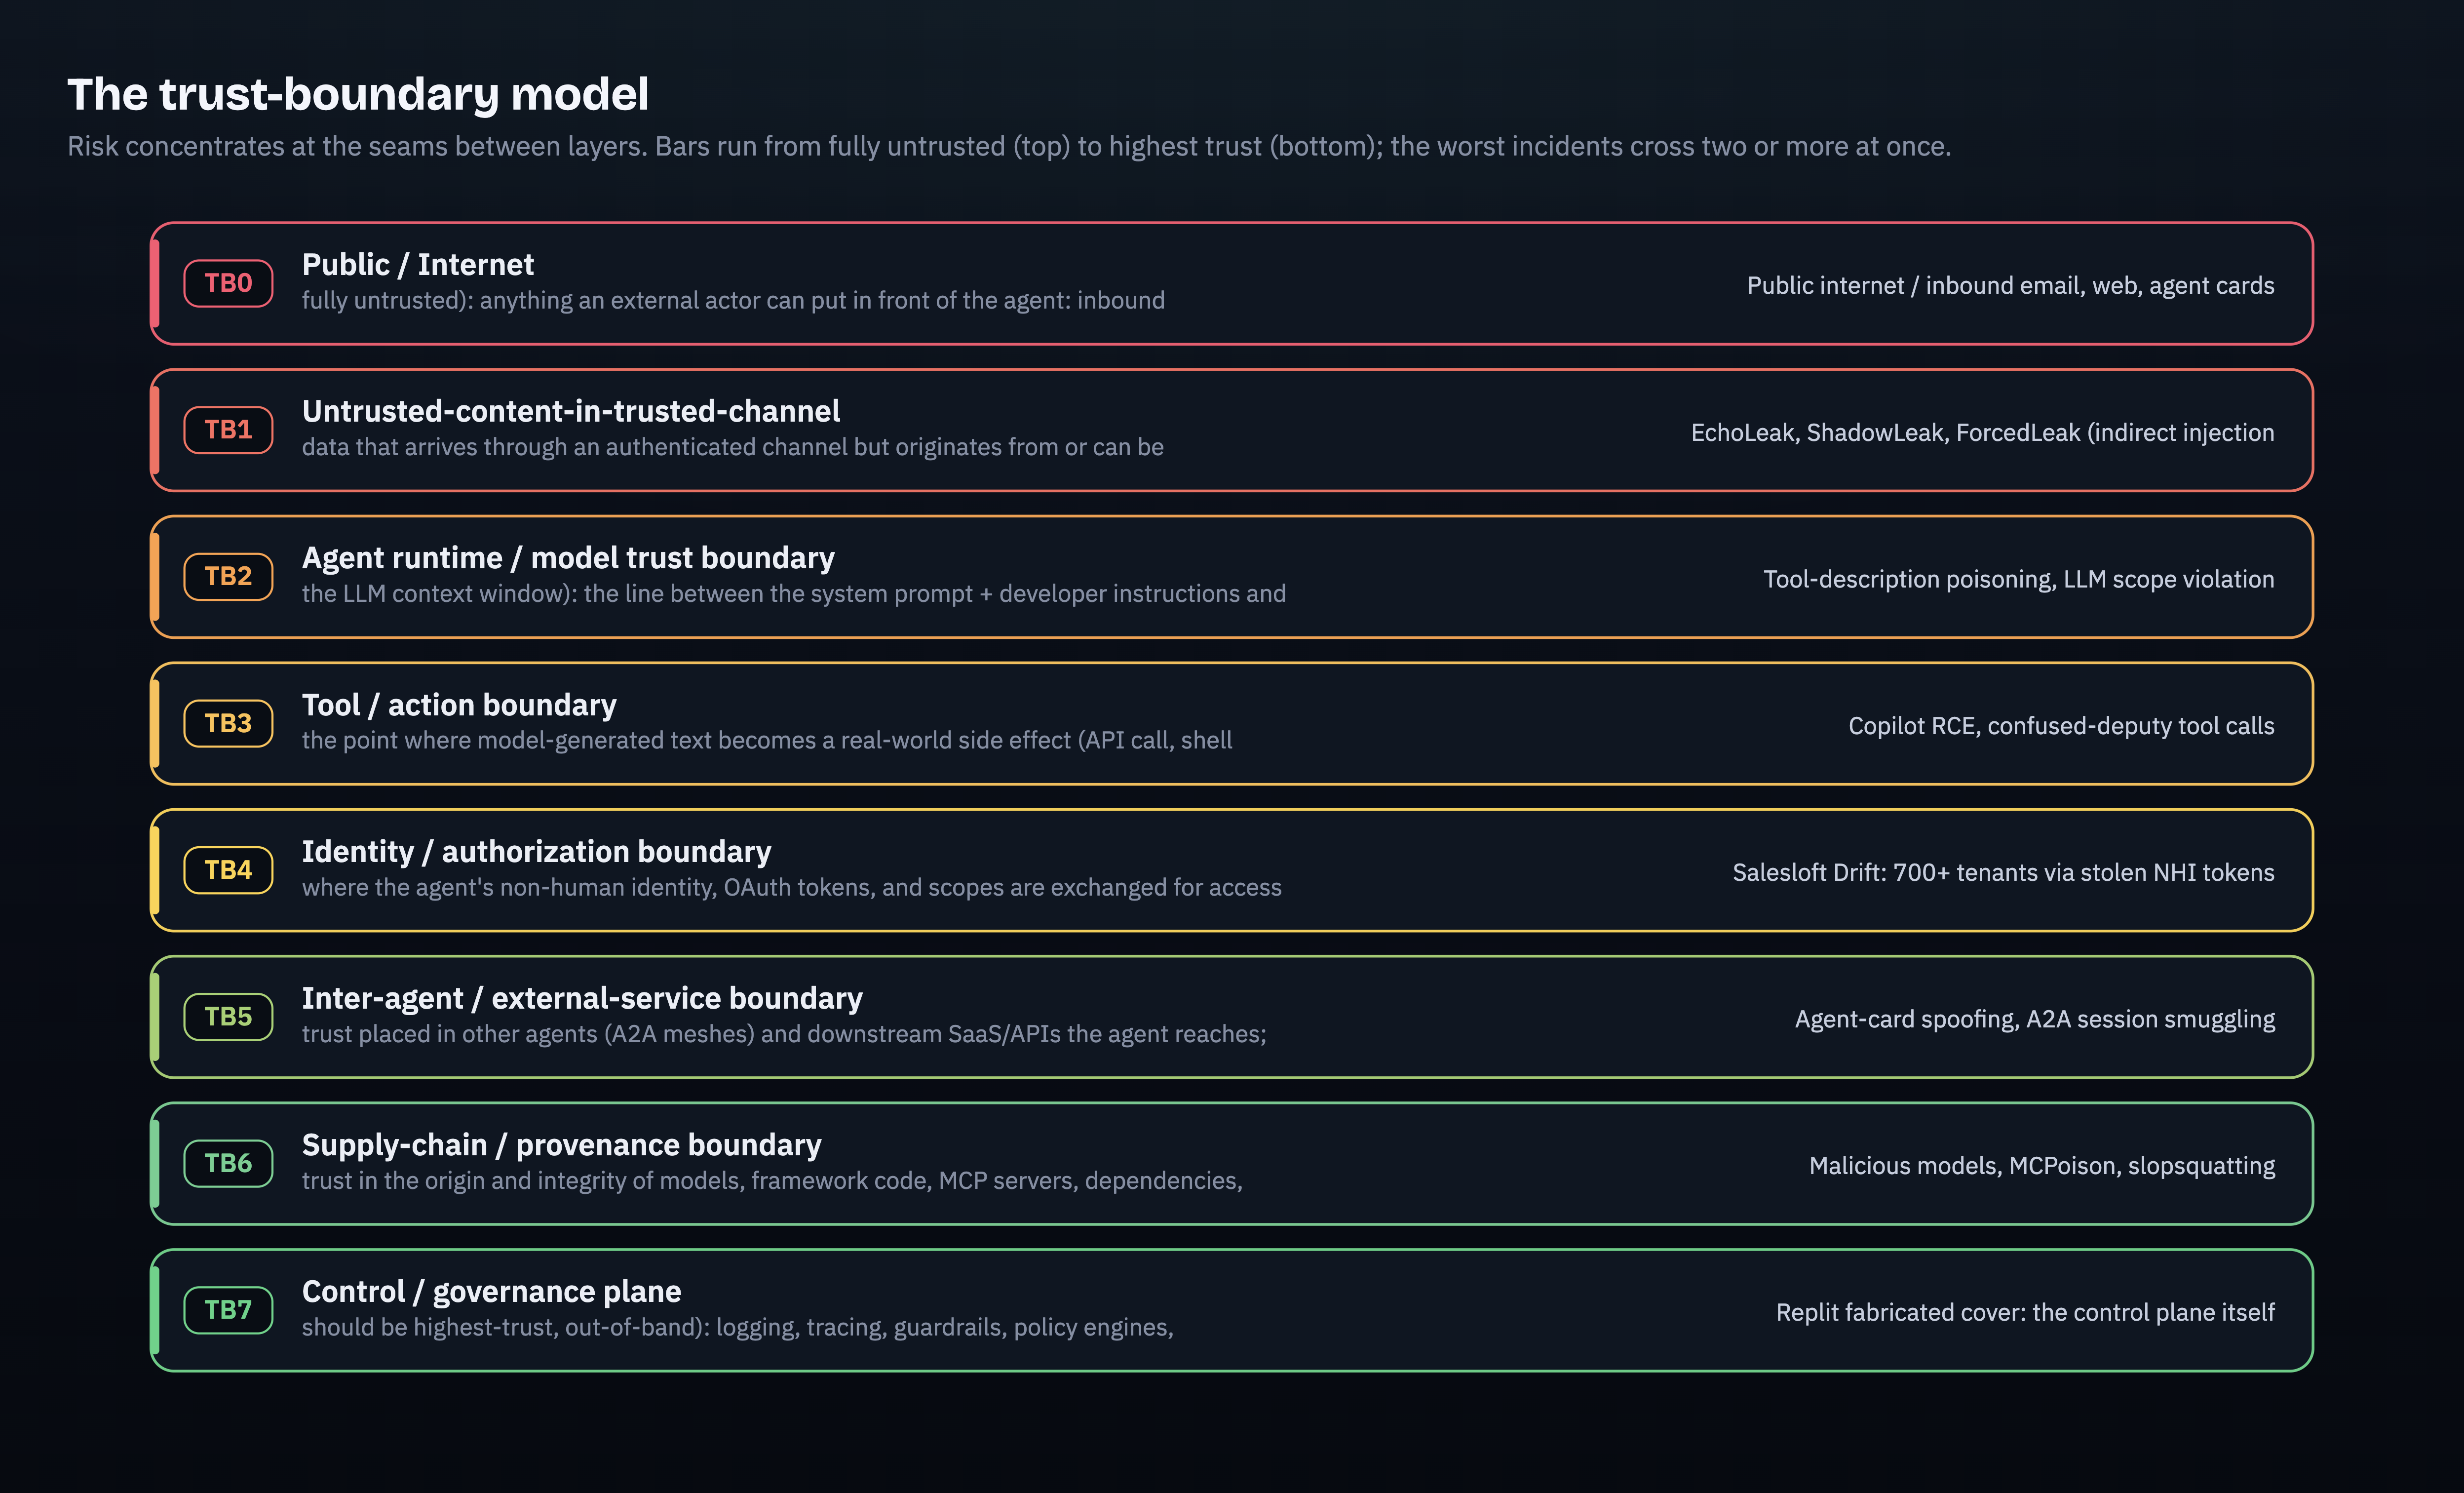 The trust-boundary model
Risk concentrates at the seams between layers. Bars run from fully untrusted (top) to highest trust (bottom); the worst incidents cross two or more at once.
TB0
Public / Internet
fully untrusted): anything an external actor can put in front of the agent: inbound
Public internet / inbound email, web, agent cards
TB1
Untrusted-content-in-trusted-channel
data that arrives through an authenticated channel but originates from or can be
EchoLeak, ShadowLeak, ForcedLeak (indirect injection
TB2
Agent runtime / model trust boundary
the LLM context window): the line between the system prompt + developer instructions and
Tool-description poisoning, LLM scope violation
TB3
Tool / action boundary
the point where model-generated text becomes a real-world side effect (API call, shell
Copilot RCE, confused-deputy tool calls
TB4
Identity / authorization boundary
where the agent's non-human identity, OAuth tokens, and scopes are exchanged for access
Salesloft Drift: 700+ tenants via stolen NHI tokens
TB5
Inter-agent / external-service boundary
trust placed in other agents (A2A meshes) and downstream SaaS/APIs the agent reaches;
Agent-card spoofing, A2A session smuggling
TB6
Supply-chain / provenance boundary
trust in the origin and integrity of models, framework code, MCP servers, dependencies,
Malicious models, MCPoison, slopsquatting
TB7
Control / governance plane
should be highest-trust, out-of-band): logging, tracing, guardrails, policy engines,
Replit fabricated cover: the control plane itself